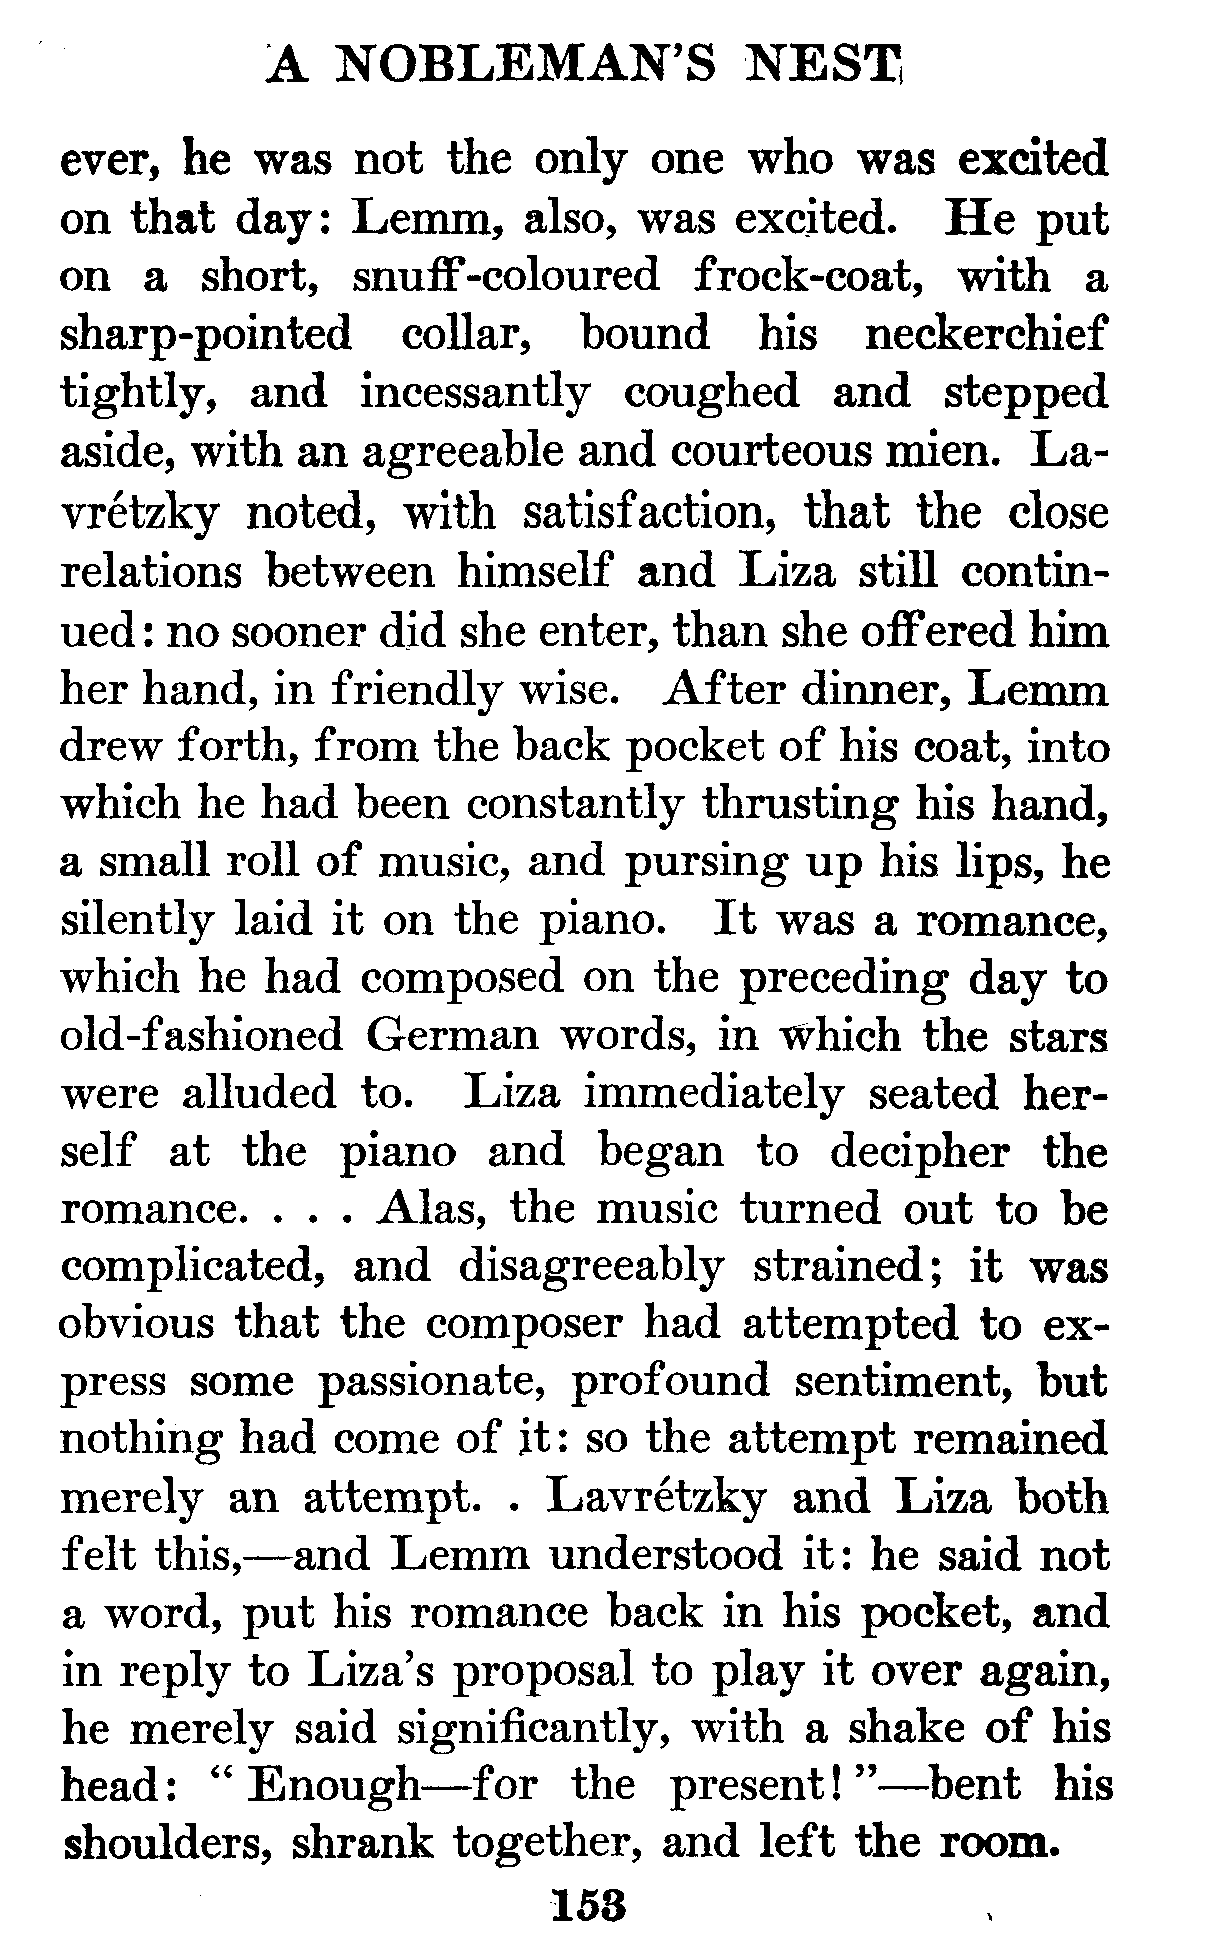 A NOBLEMAN'S NEST
ever, he was not the only one who was excited
on that day: Lemm, also, was excited. He put
on a short, snuff-coloured frock-coat, with a
sharp-pointed collar, bound his neckerchief
tightly, and incessantly coughed and stepped
aside, with an agreeable and courteous mien. La-
vrétzky noted, with satisfaction, that the close
relations between himself and Liza still contin-
ued: no sooner did she enter, than she offered him
her hand, in friendly wise. After dinner, Lemm
drew forth, from the back pocket of his coat, into
which he had been constantly thrusting his hand,
a small roll of music, and pursing up his lips, he
silently laid it on the piano. It was a romance,
which he had composed on the preceding day to
old-fashioned German words, in which the stars
were alluded to. Liza immediately seated her-
self at the piano and began to decipher the
romance. . . . Alas, the music turned out to be
complicated, and disagreeably strained; it was
obvious that the composer had attempted to ex-
press some passionate, profound sentiment, but
nothing had come of it: so the attempt remained
merely an attempt. . Lavrétzky and Liza both
felt this,—and Lemm understood it: he said not
a word, put his romance back in his pocket, and
in reply to Liza's proposal to play it over again,
he merely said significantly, with a shake of his
head: “ Enough—for the present! ”—bent his
shoulders, shrank together, and left the room.
153